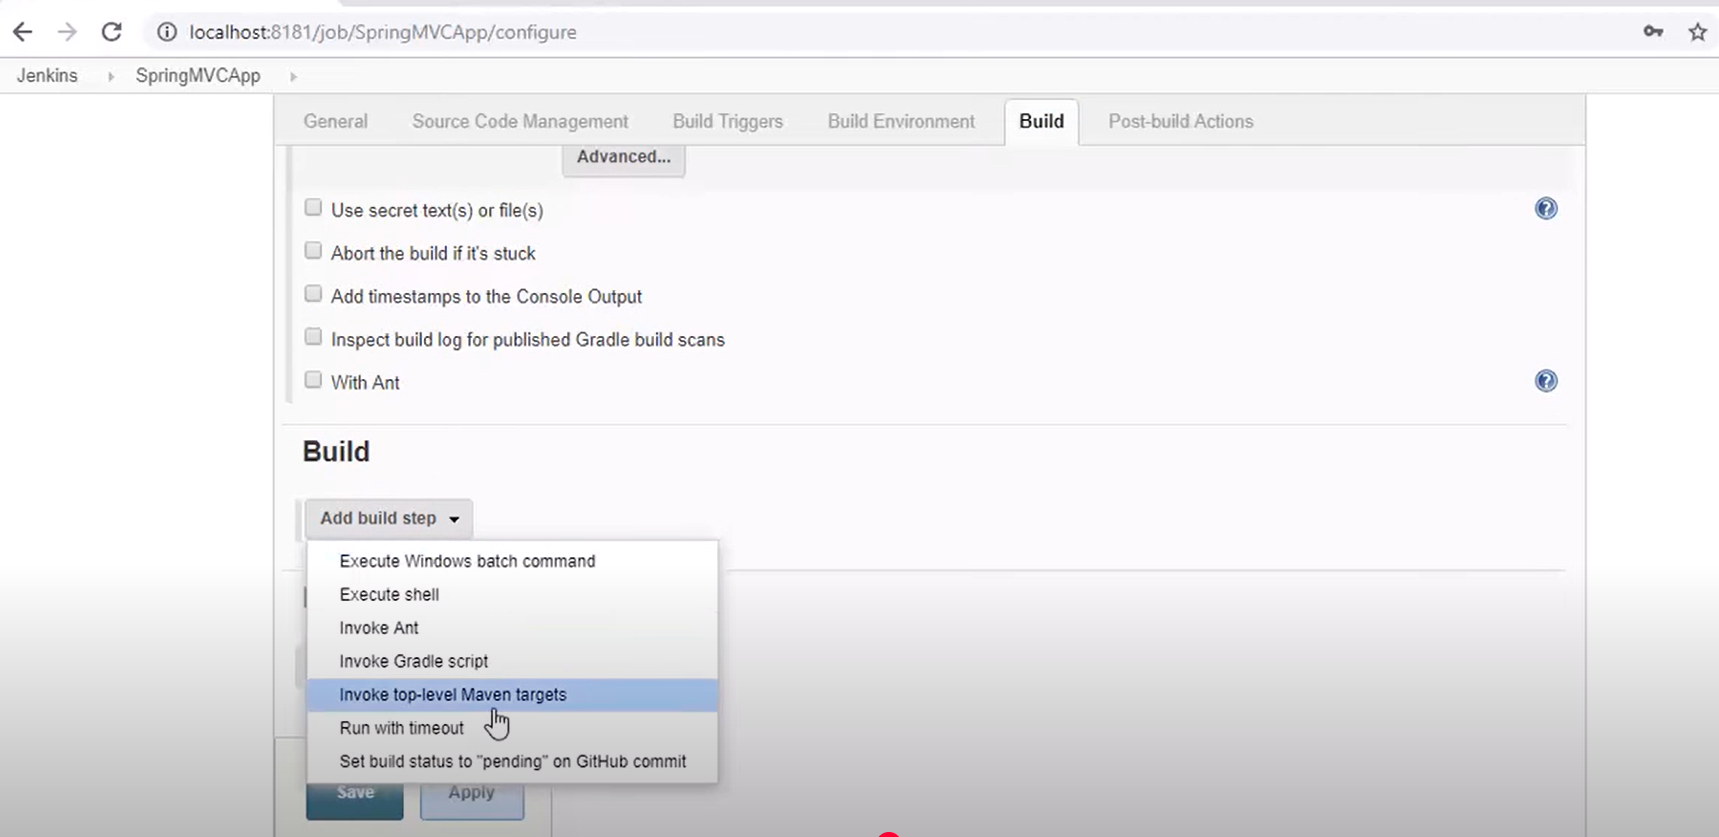 localhost:8181/job/SpringMVCApp/configure
Jenkins SpringMVCApp
General Source Code Management Build Triggers Build Environment Build Post-build Actions
Advanced...
Use secret text(s) or file(s)
Abort the build if it's stuck
Add timestamps to the Console Output
Inspect build log for published Gradle build scans
With Ant
Build
Add build step
Execute Windows batch command
Execute shell
Invoke Ant
Invoke Gradle script
Invoke top-level Maven targets
Run with timeout
Set build status to "pending" on GitHub commit
Save Apply